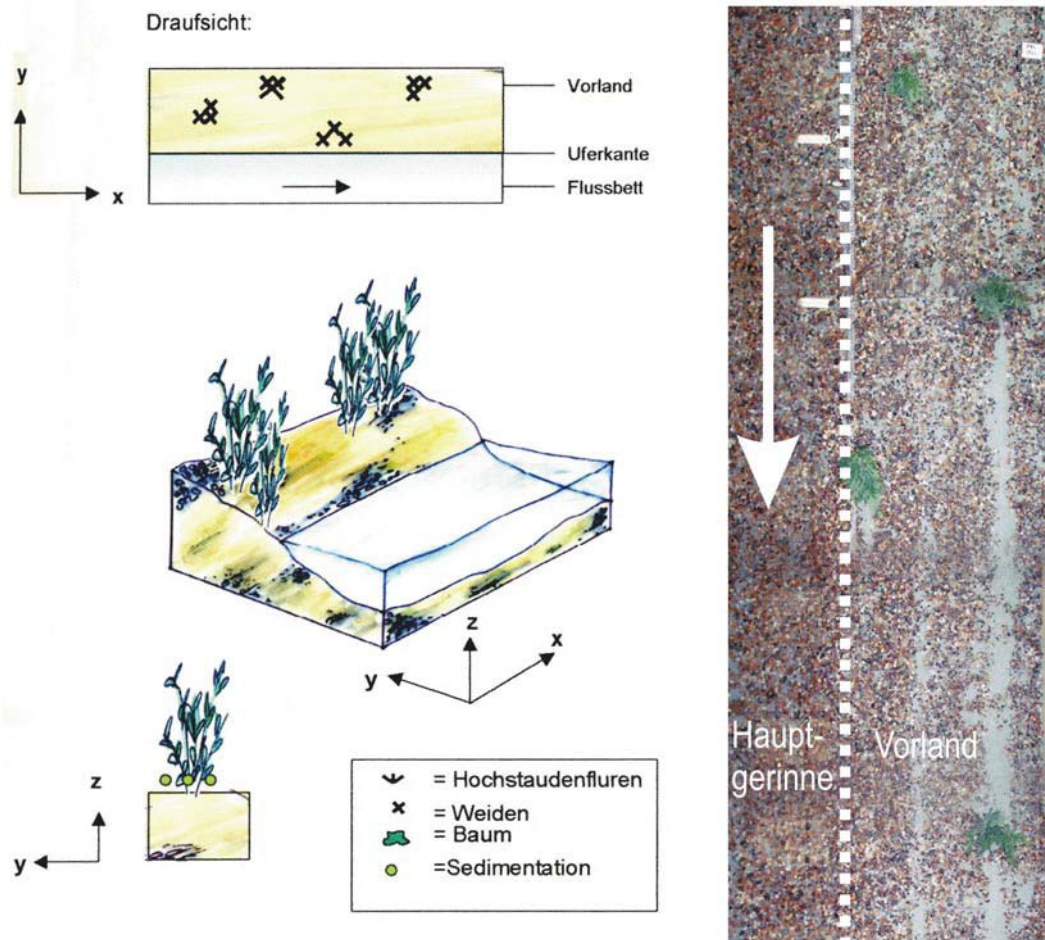 Draufsicht:
y
x
Vorland
Uferkante
Flussbett
z
x
y
z
y
= Hochstaudenfluren
= Weiden
= Baum
=Sedimentation
Haupt-
gerinne
Vorland